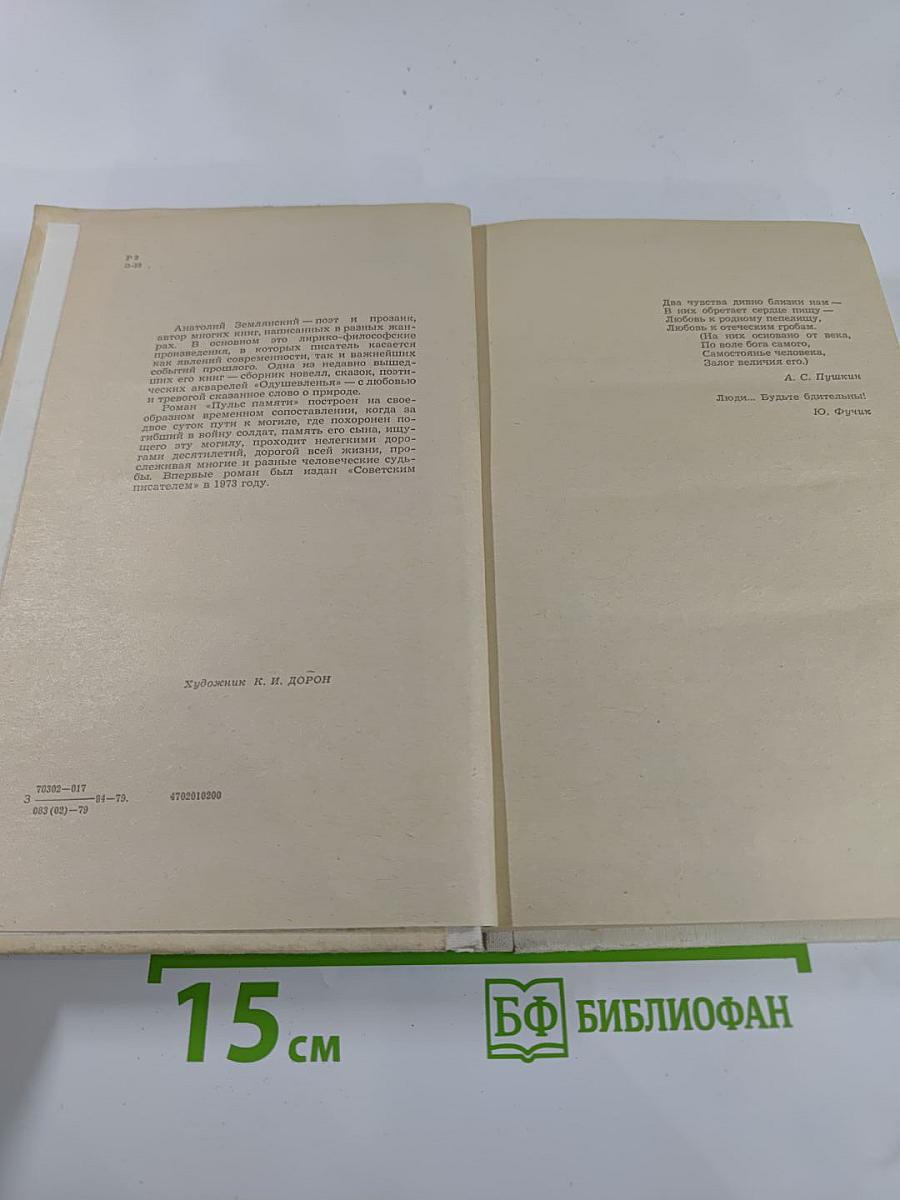 Р 2
Анатолий Землянский — поэт и прозаик,
автор многих книг, написанных в разных жан-
рах. В основном это лирико-философские
произведения, в которых писатель касается
как явлений современности, так и важнейших
событий прошлого. Одна из недавно вышед-
ших его книг — сборник новелл, сказок, поэти-
ческих акварелей «Одушевленья» — с любовью
и тревогой сказанное слово о природе.
Роман «Пульс памяти» построен на свое-
образном временном сопоставлении, когда за
двое суток пути к могиле, где похоронен по-
гибший в войну солдат, память его сына, ищу-
щего эту могилу, проходит нелегкими доро-
гами десятилетий, дорогой всей жизни, про-
слеживая многие и разные человеческие судь-
бы. Впервые роман был издан «Советским
писателем» в 1973 году.
Художник К. И. ДОРОН
70302—017
З ———— 84—79. 4702010200
083(02)—79
Два чувства дивно близки нам —
В них обретает сердце пищу —
Любовь к родному пепелищу,
Любовь к отеческим гробам.
(На них основано от века,
По воле бога самого,
Самостоянье человека,
Залог величия его.)
А. С. Пушкин
Люди... Будьте бдительны!
Ю. Фучик
15 см
БФ БИБЛИОФАН